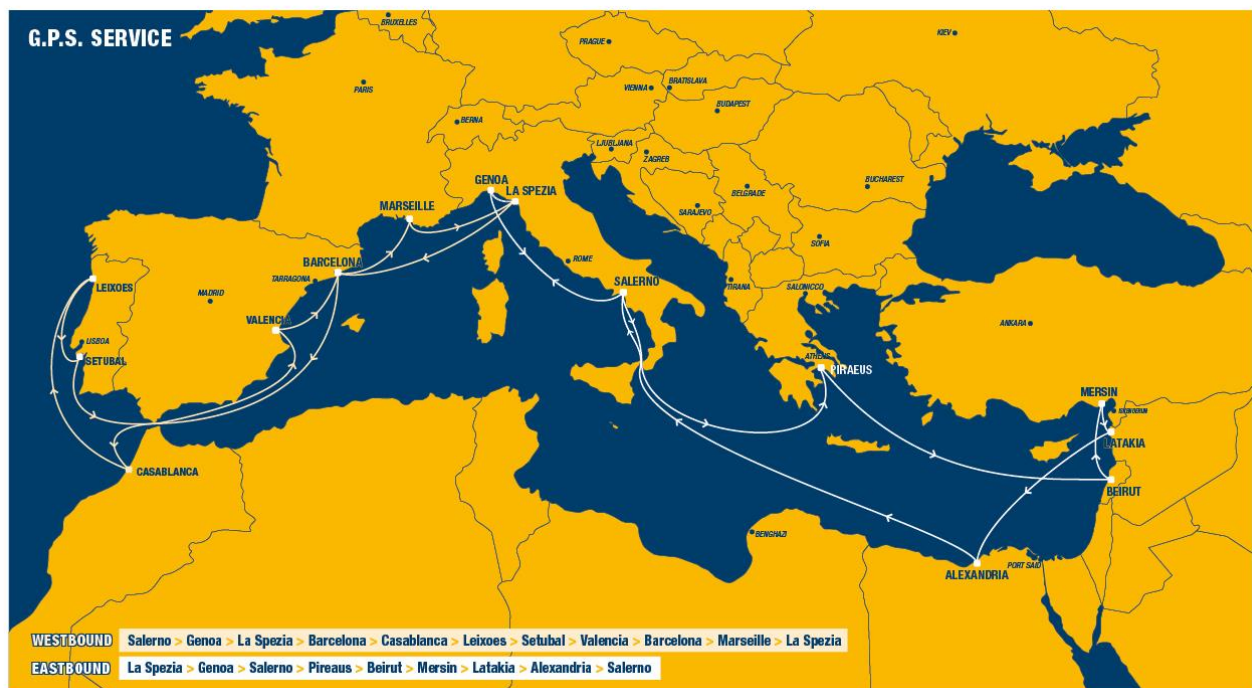 G.P.S. SERVICE
BRUXELLES
PRAGUE
KIEV
PARIS
VIENNA
BRATISLAVA
BUDAPEST
BERNA
LJUBLJANA
ZAGREB
GENOA
LA SPEZIA
BELGRADE
BUCHAREST
MARSEILLE
SARAJEVO
SOFIA
BARCELONA
ROME
TARRAGONA
TIRANA
SALONICCO
LEIXOES
MADRID
SALERNO
VALENCIA
ANKARA
LISBOA
SETUBAL
ATHENS
PIRAEUS
MERSIN
ISKENDERUN
LATAKIA
CASABLANCA
BEIRUT
BENGHAZI
PORT SAID
ALEXANDRIA
WESTBOUND Salerno > Genoa > La Spezia > Barcelona > Casablanca > Leixoes > Setubal > Valencia > Barcelona > Marseille > La Spezia
EASTBOUND La Spezia > Genoa > Salerno > Pireaus > Beirut > Mersin > Latakia > Alexandria > Salerno